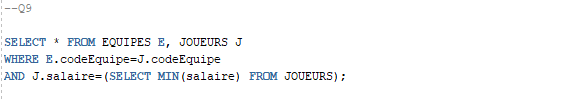 --Q9
SELECT * FROM EQUIPES E, JOUEURS J
WHERE E.codeEquipe=J.codeEquipe
AND J.salaire=(SELECT MIN(salaire) FROM JOUEURS);